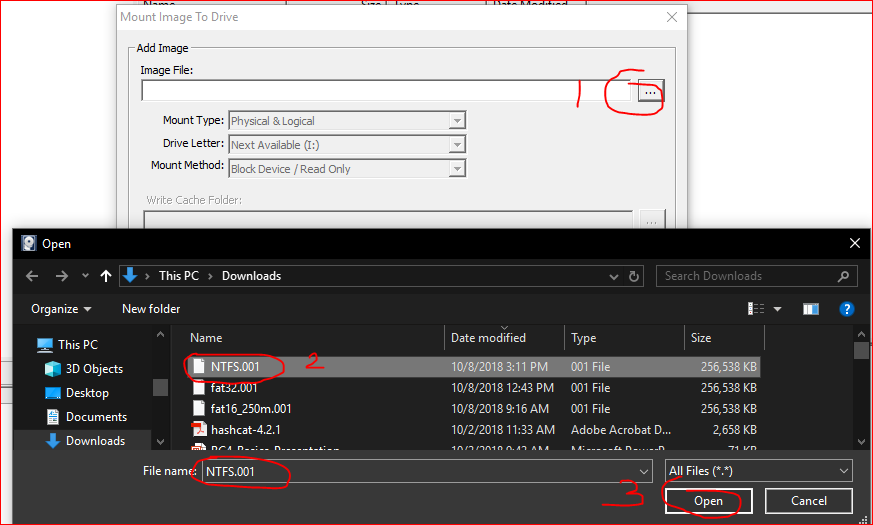 Name Size Type Date Modified
Mount Image To Drive
Add Image
Image File:
1
...
Mount Type: Physical & Logical
Drive Letter: Next Available (I:)
Mount Method: Block Device / Read Only
Write Cache Folder:
...
Open
This PC > Downloads
Search Downloads
Organize New folder
Name Date modified Type Size
This PC
3D Objects
Desktop
Documents
Downloads
NTFS.001 2 10/8/2018 3:11 PM 001 File 256,538 KB
fat32.001 10/8/2018 12:43 PM 001 File 256,538 KB
fat16_250m.001 10/8/2018 9:16 AM 001 File 256,538 KB
hashcat-4.2.1 10/2/2018 11:33 AM Adobe Acrobat D... 2,658 KB
File name: NTFS.001 All Files (*.*)
3 Open Cancel